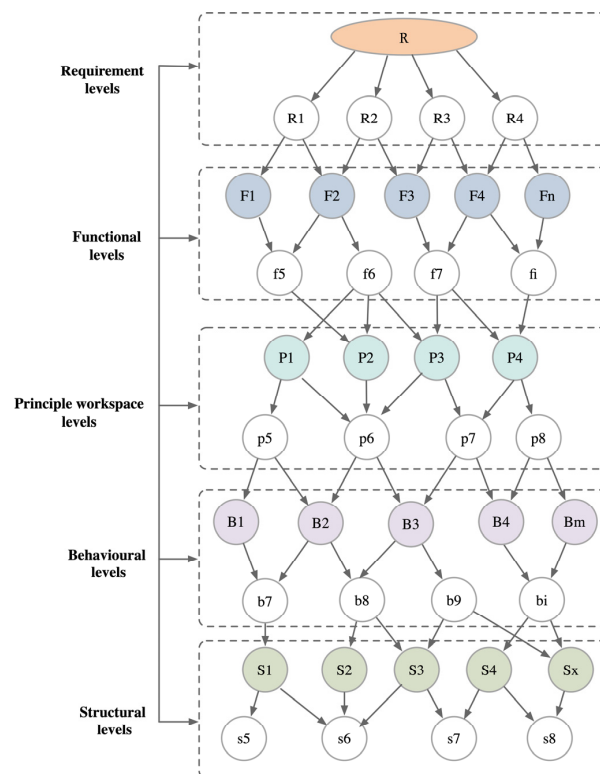 R
Requirement
levels
R1 R2 R3 R4
F1 F2 F3 F4 Fn
Functional
levels
f5 f6 f7 fi
P1 P2 P3 P4
Principle workspace
levels
p5 p6 p7 p8
B1 B2 B3 B4 Bm
Behavioural
levels
b7 b8 b9 bi
S1 S2 S3 S4 Sx
Structural
levels
s5 s6 s7 s8